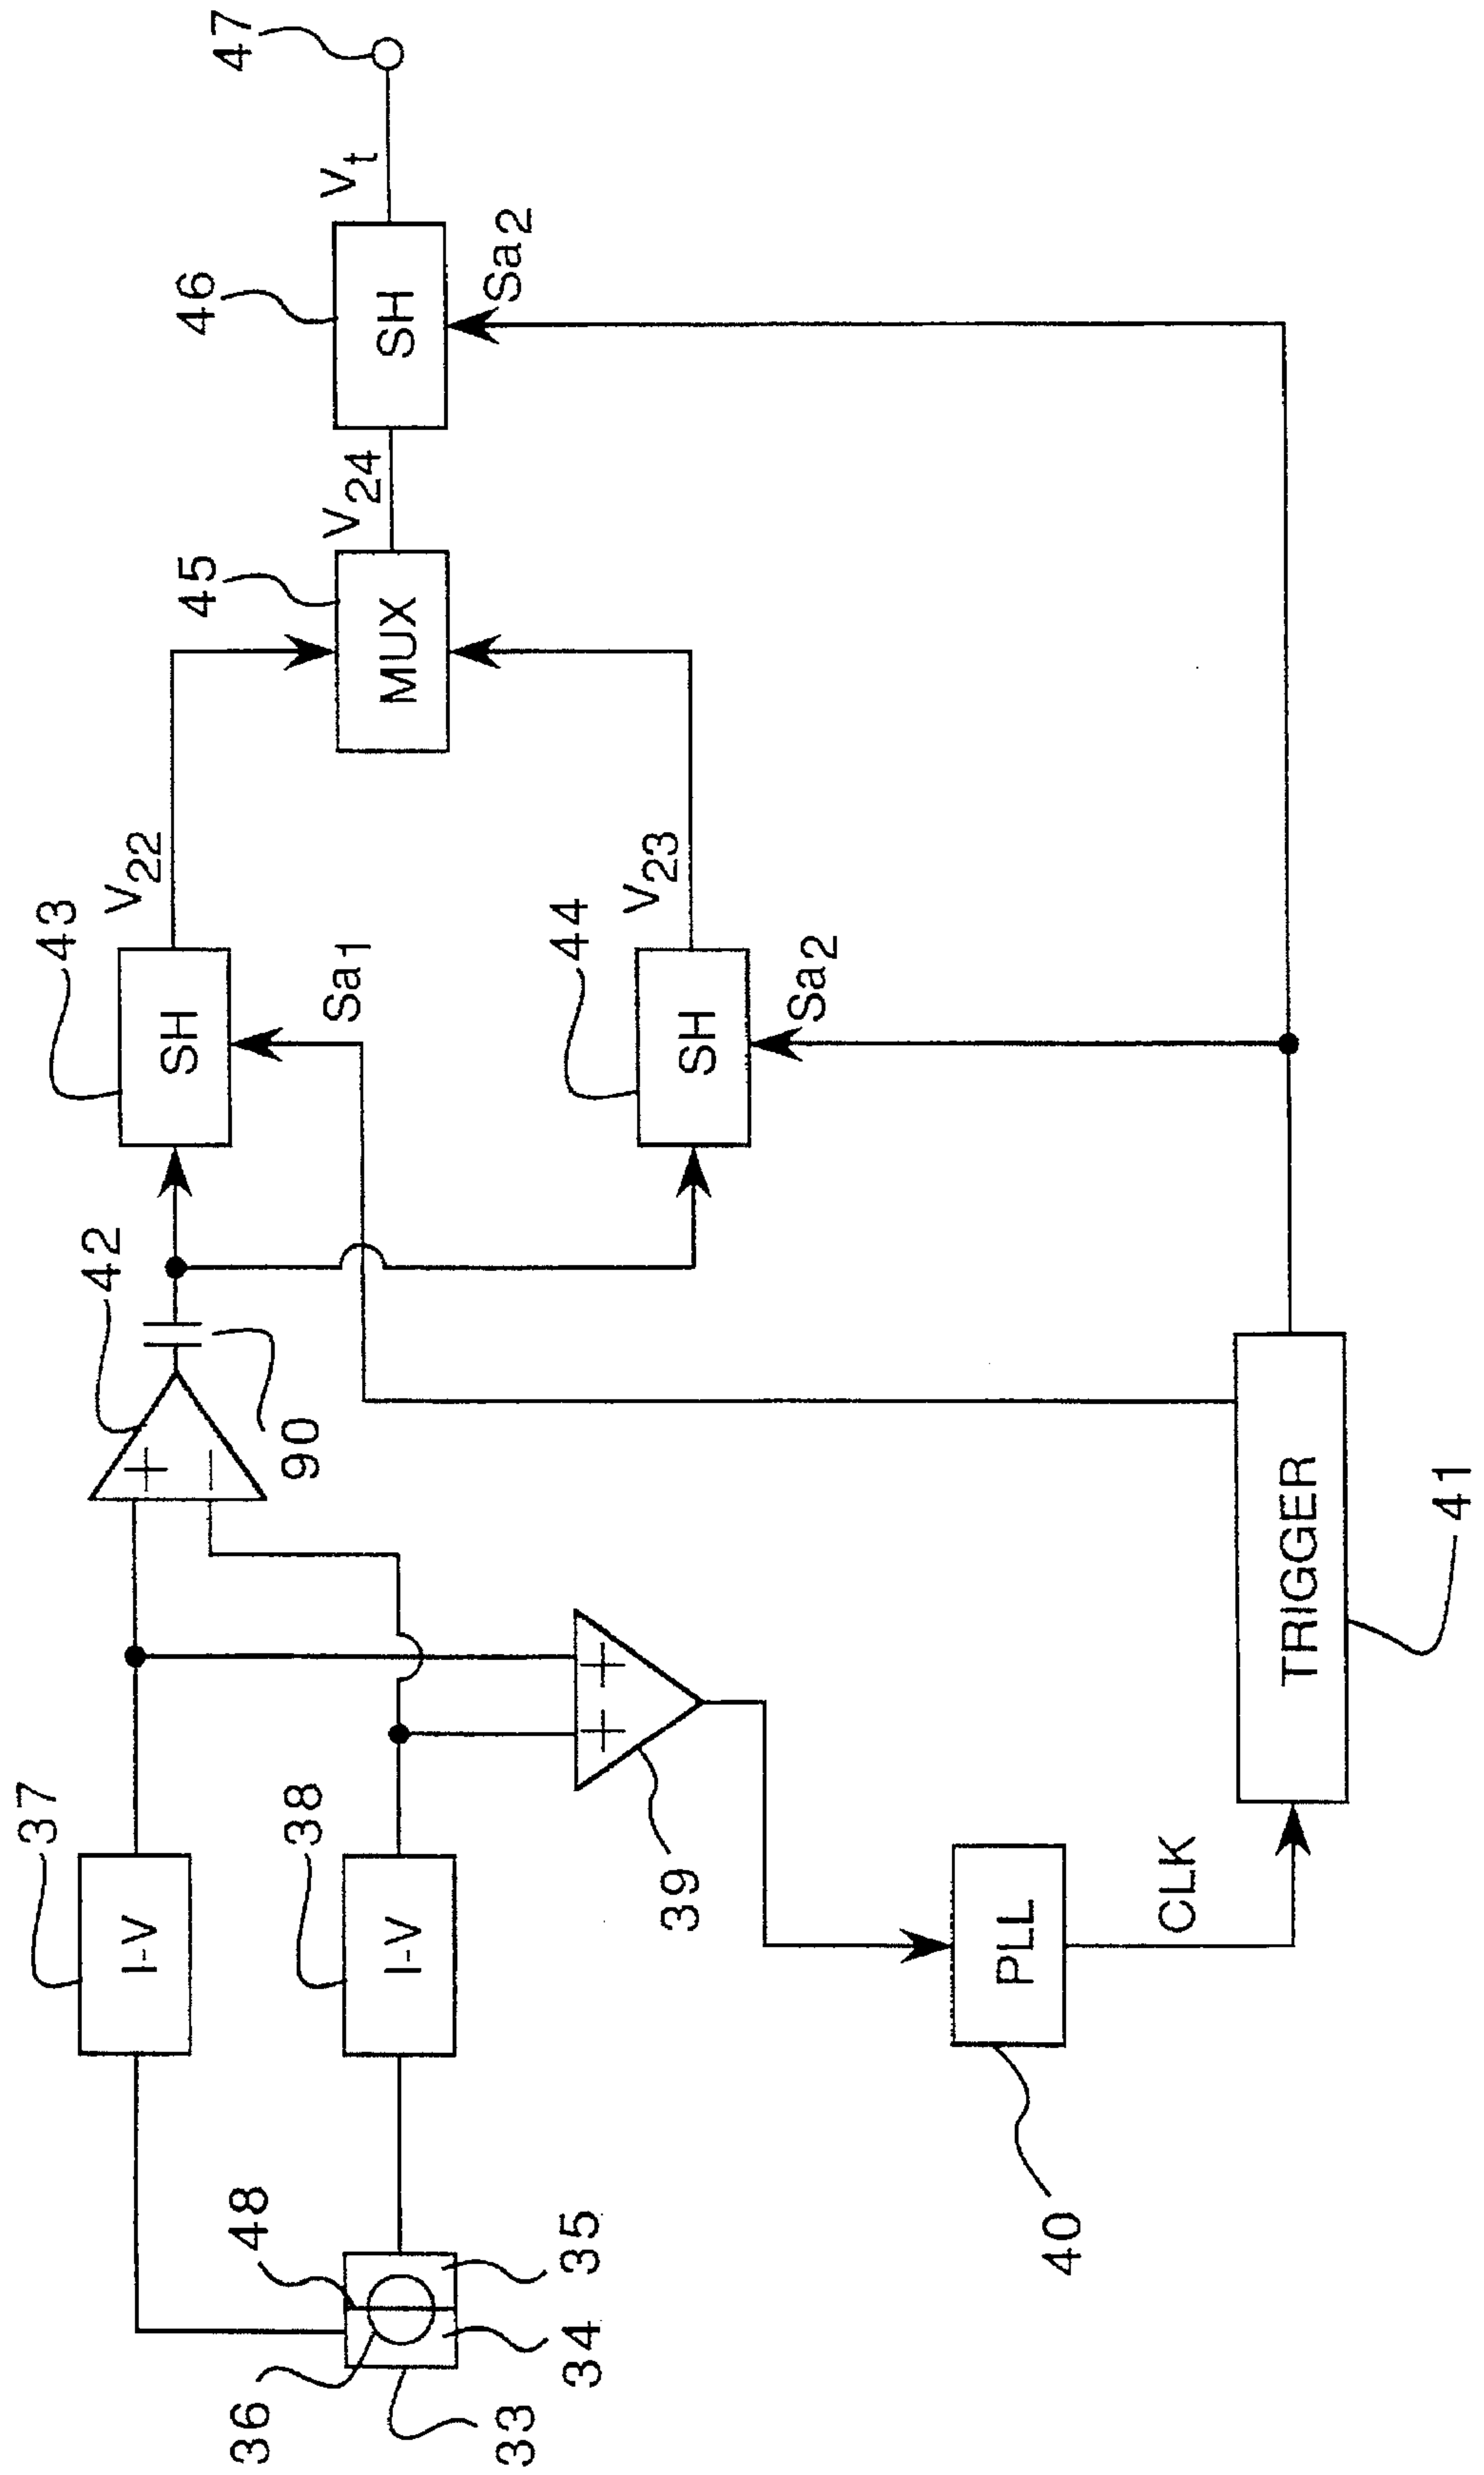 37
I-V
42
43
SH
V22
46
SH
Vt
47
45
MUX
V24
Sa2
90
Sa1
38
I-V
44
SH
V23
Sa2
48
36
33
34
35
39
+
−
+
+
40
PLL
CLK
TRIGGER
41